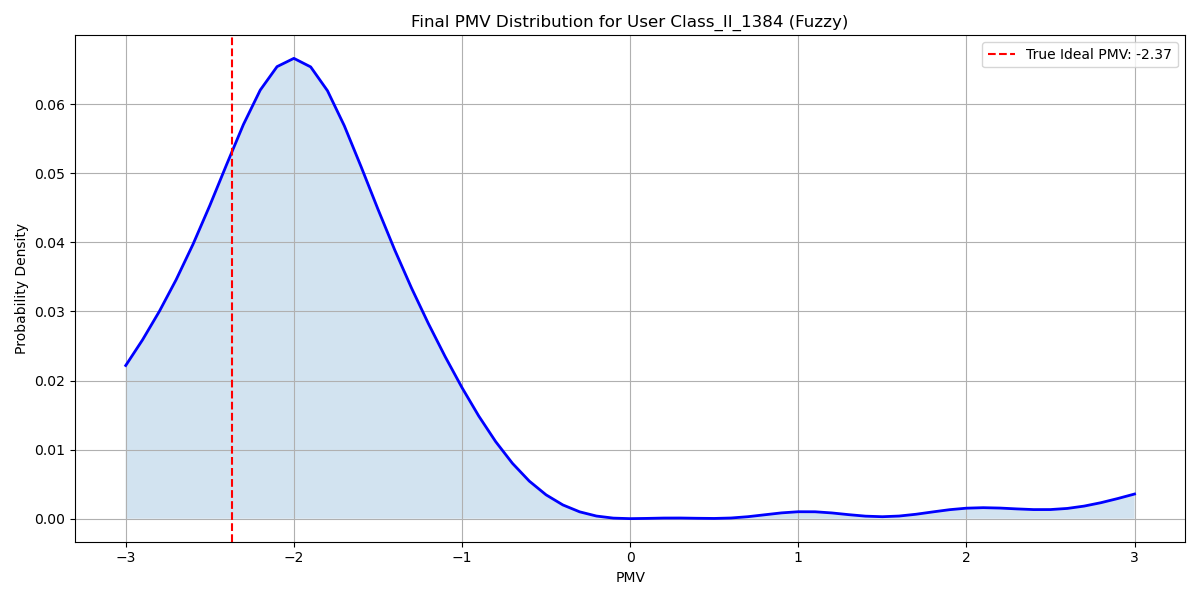 Final PMV Distribution for User Class_II_1384 (Fuzzy)
True Ideal PMV: -2.37
Probability Density
0.06
0.05
0.04
0.03
0.02
0.01
0.00
−3 −2 −1 0 1 2 3
PMV